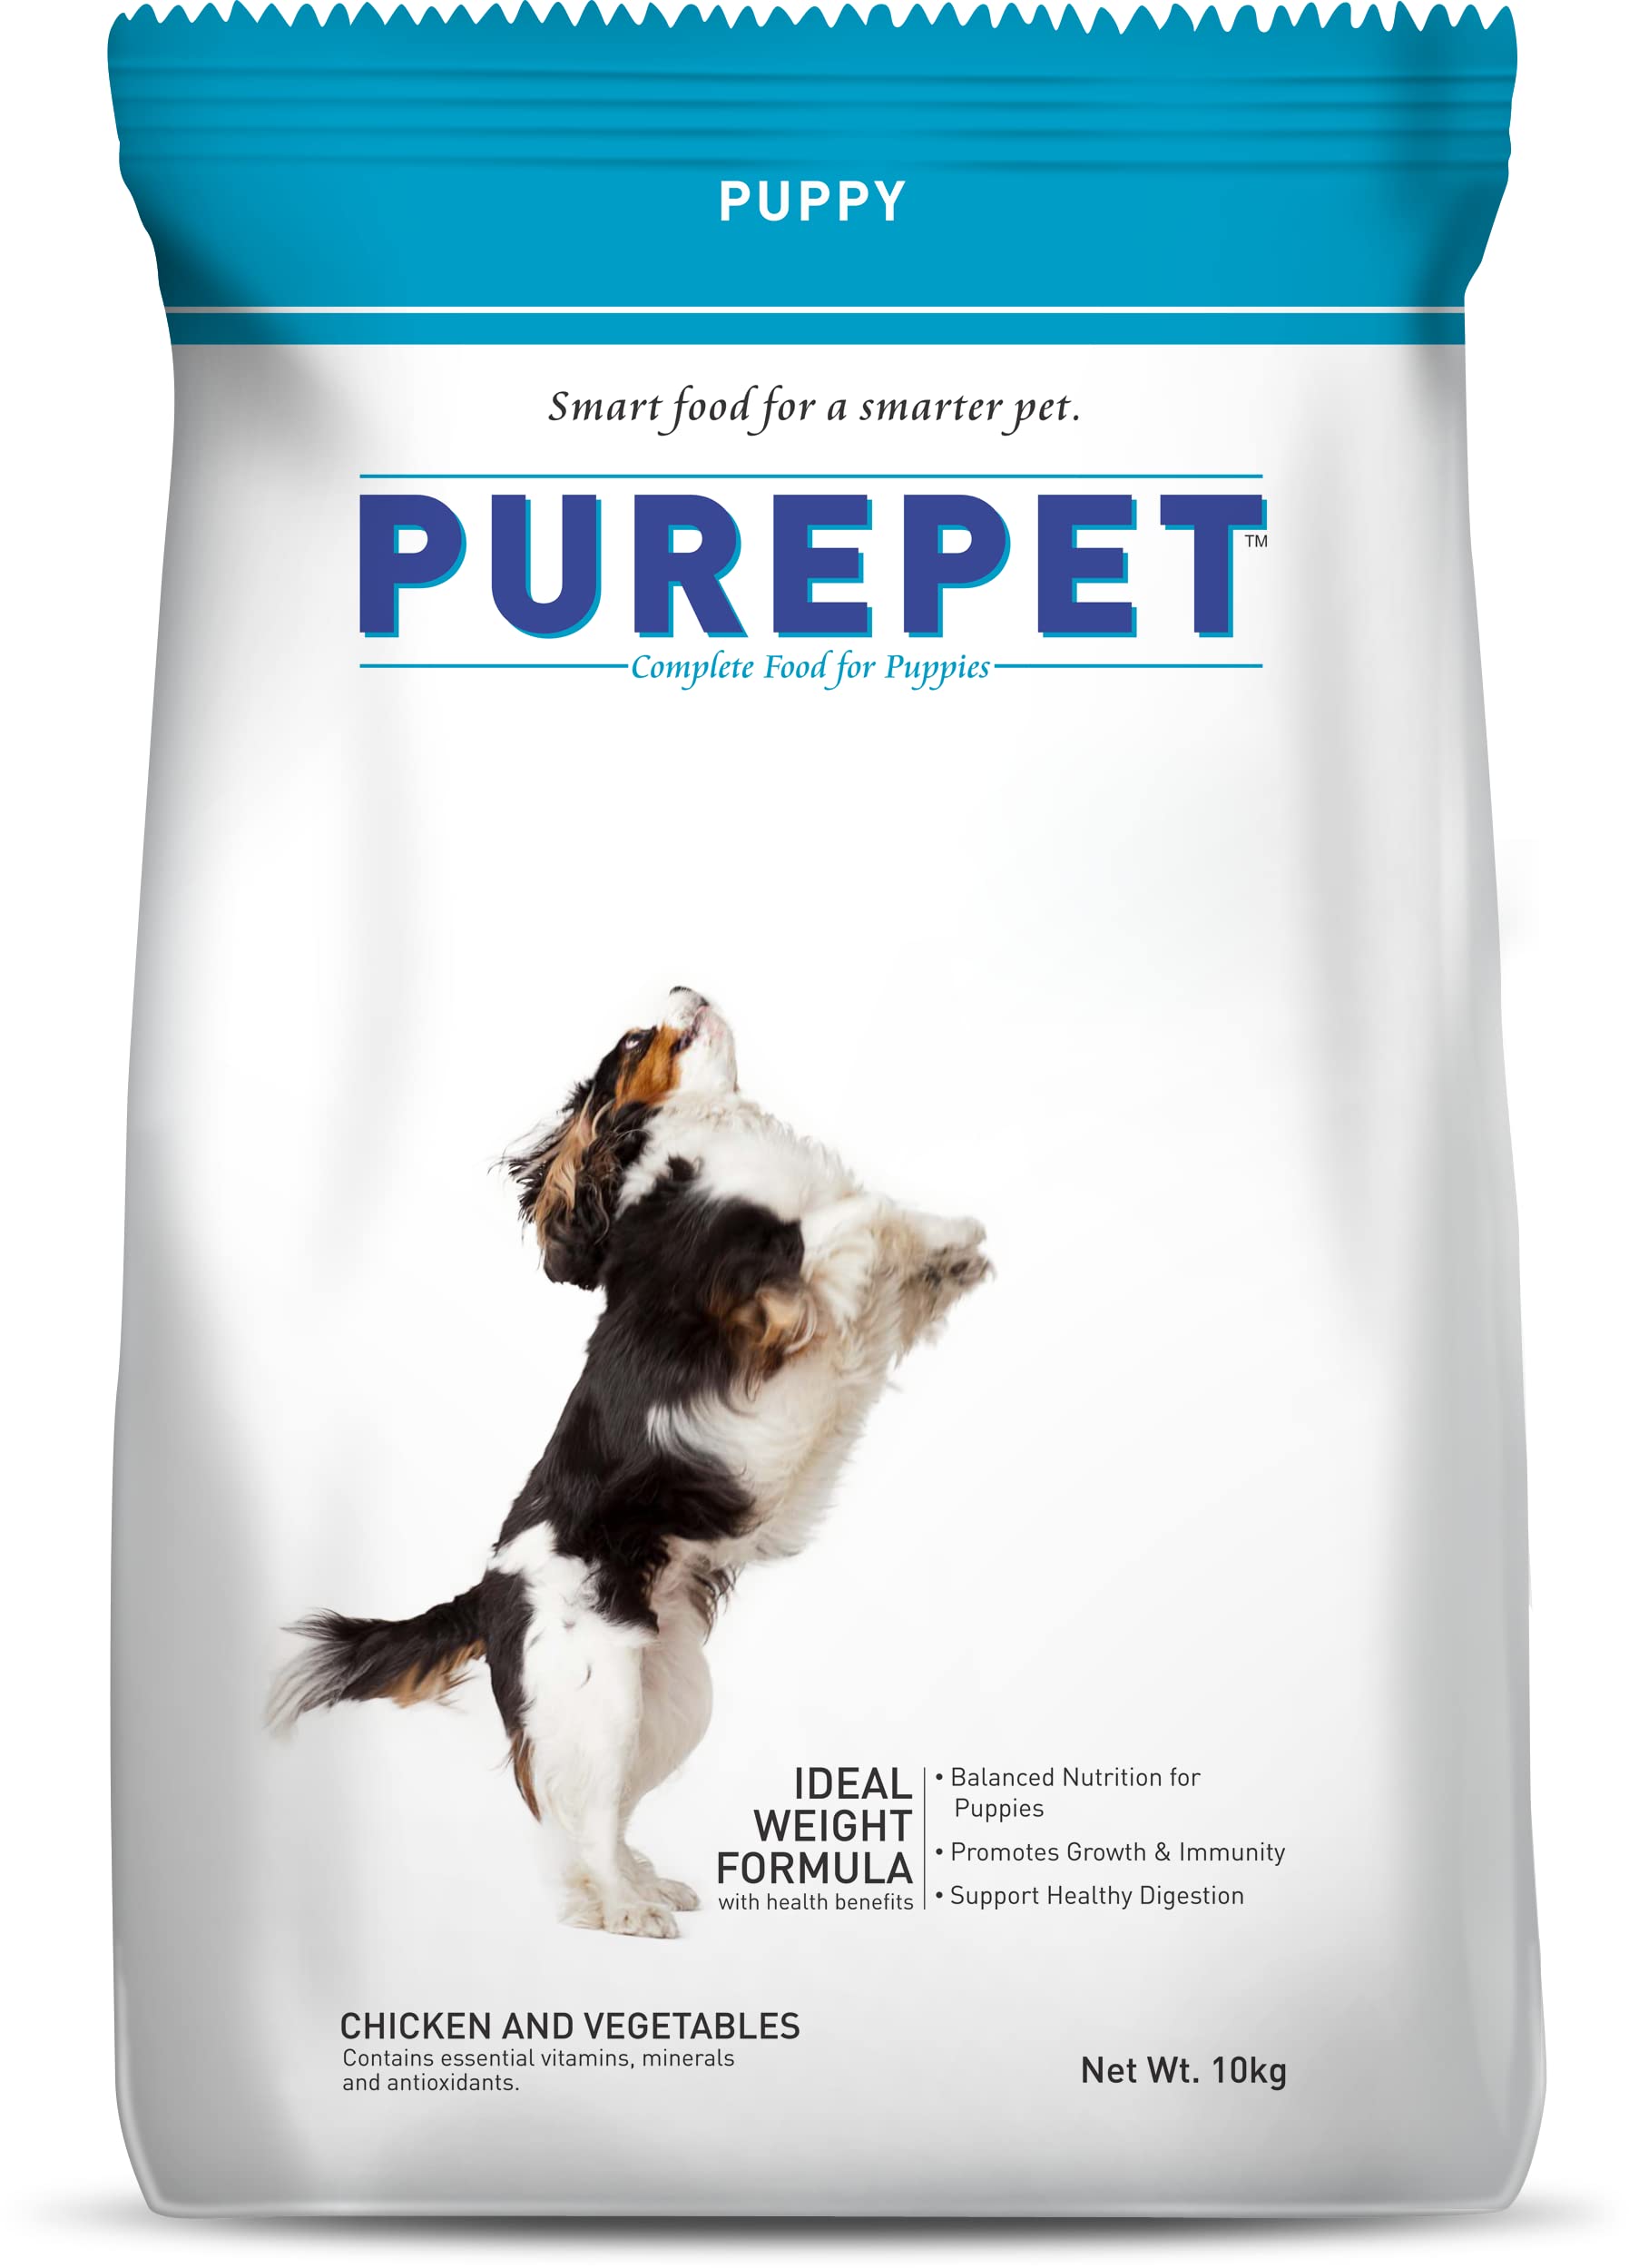 PUPPY
Smart food for a smarter pet.
PUREPET™
Complete Food for Puppies
IDEAL
WEIGHT
FORMULA
with health benefits
• Balanced Nutrition for
Puppies
• Promotes Growth & Immunity
• Support Healthy Digestion
CHICKEN AND VEGETABLES
Contains essential vitamins, minerals
and antioxidants.
Net Wt. 10kg